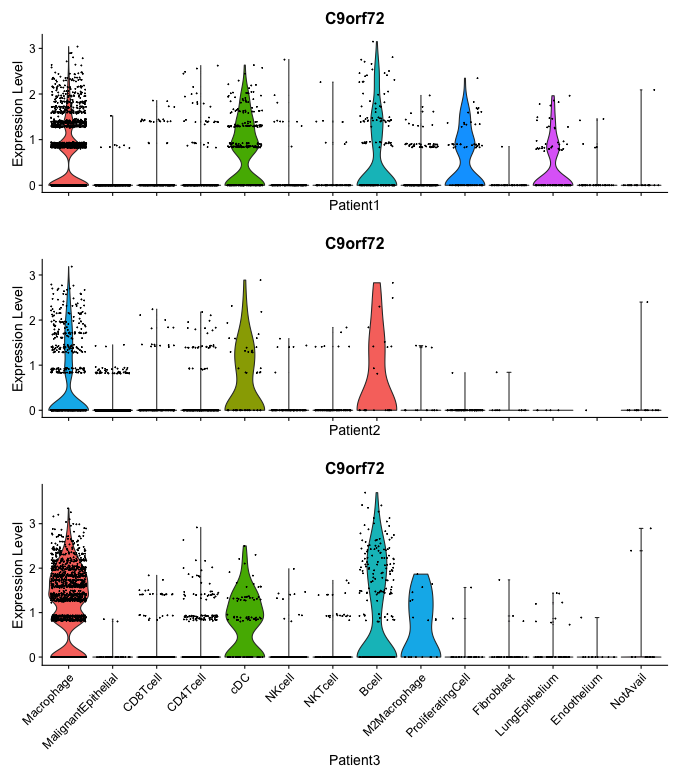 C9orf72
Expression Level
3
2
1
0
Patient1
C9orf72
Expression Level
3
2
1
0
Patient2
C9orf72
Expression Level
3
2
1
0
Macrophage
MalignantEpithelial
CD8Tcell
CD4Tcell
cDC
NKcell
NKTcell
Bcell
M2Macrophage
ProliferatingCell
Fibroblast
LungEpithelium
Endothelium
NotAvail
Patient3